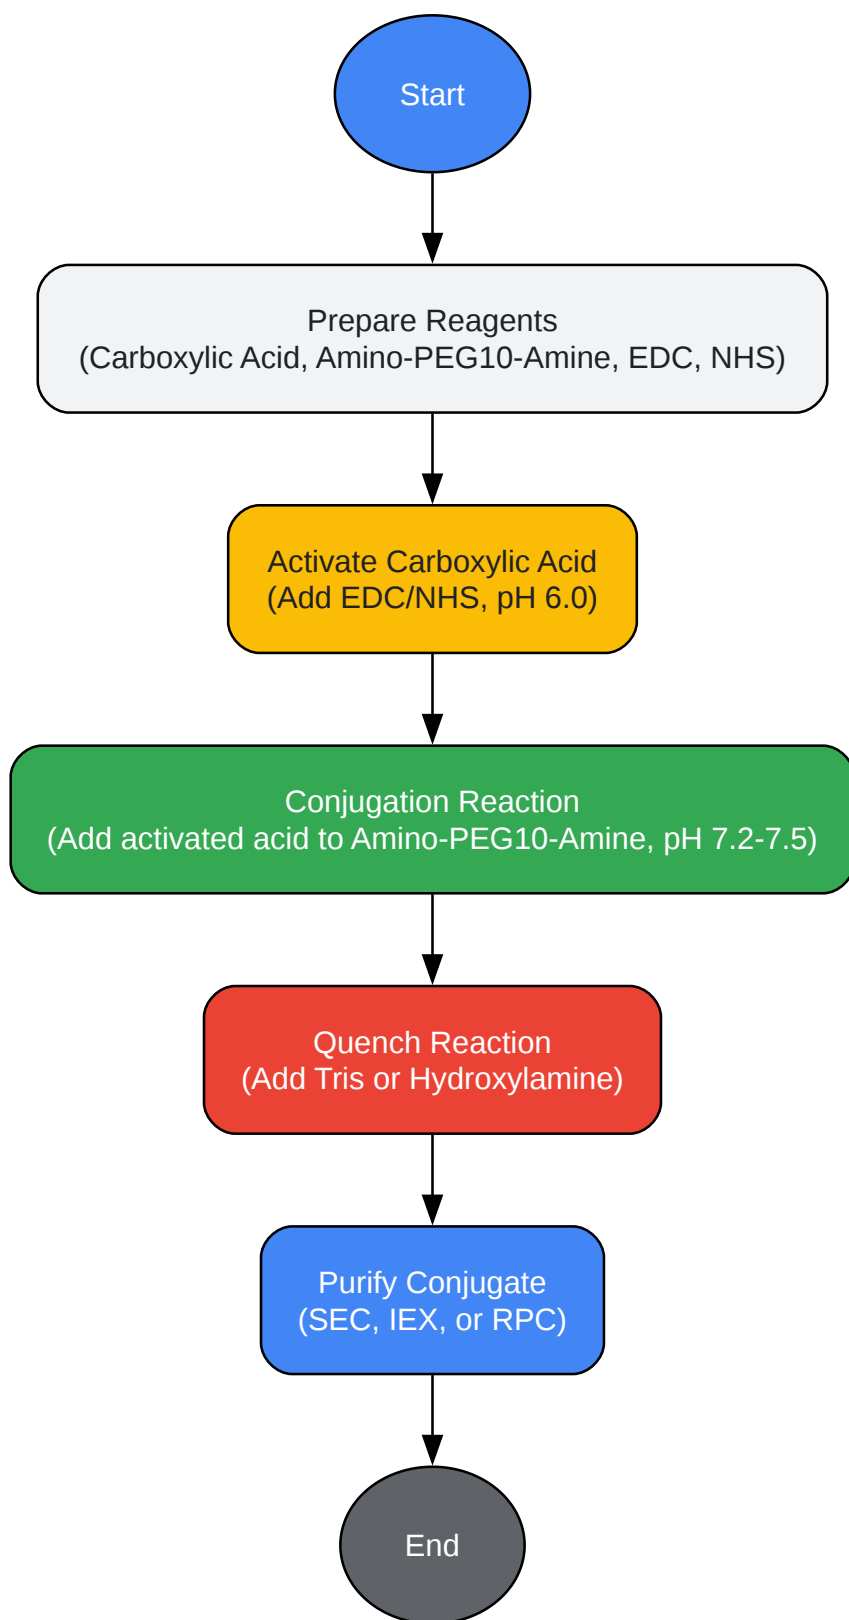 Start
Prepare Reagents
(Carboxylic Acid, Amino-PEG10-Amine, EDC, NHS)
Activate Carboxylic Acid
(Add EDC/NHS, pH 6.0)
Conjugation Reaction
(Add activated acid to Amino-PEG10-Amine, pH 7.2-7.5)
Quench Reaction
(Add Tris or Hydroxylamine)
Purify Conjugate
(SEC, IEX, or RPC)
End